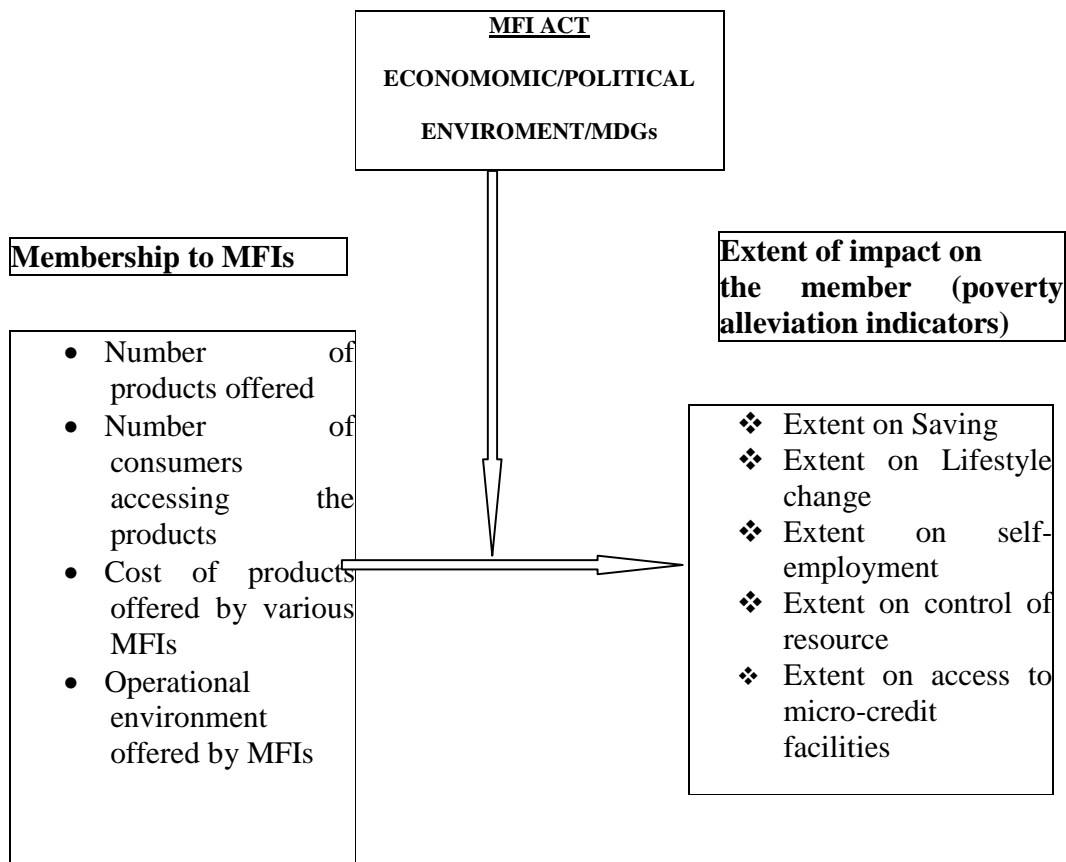 MFI ACT
ECONOMOMIC/POLITICAL
ENVIROMENT/MDGs
Membership to MFIs
• Number of
products offered
• Number of
consumers
accessing the
products
• Cost of products
offered by various
MFIs
• Operational
environment
offered by MFIs
Extent of impact on
the member (poverty
alleviation indicators)
❖ Extent on Saving
❖ Extent on Lifestyle
change
❖ Extent on self-
employment
❖ Extent on control of
resource
❖ Extent on access to
micro-credit
facilities